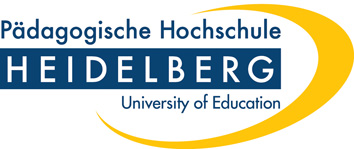 Pädagogische Hochschule
HEIDELBERG
University of Education